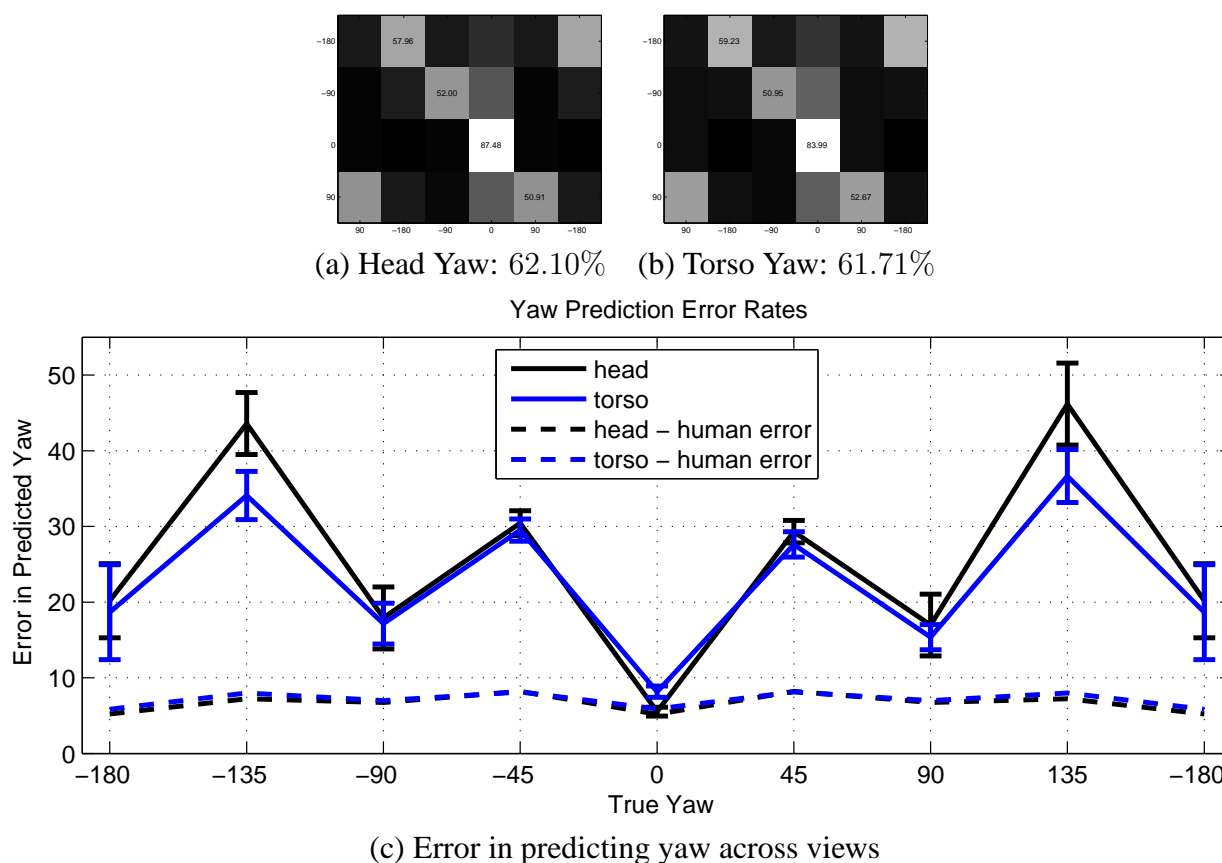 −180
57.96
−90
52.00
0
87.48
90
50.91
90 −180 −90 0 90 −180
(a) Head Yaw: 62.10%
−180
59.23
−90
50.95
0
83.99
90
52.67
90 −180 −90 0 90 −180
(b) Torso Yaw: 61.71%
Yaw Prediction Error Rates
head
torso
head − human error
torso − human error
Error in Predicted Yaw
50
40
30
20
10
0
−180 −135 −90 −45 0 45 90 135 −180
True Yaw
(c) Error in predicting yaw across views